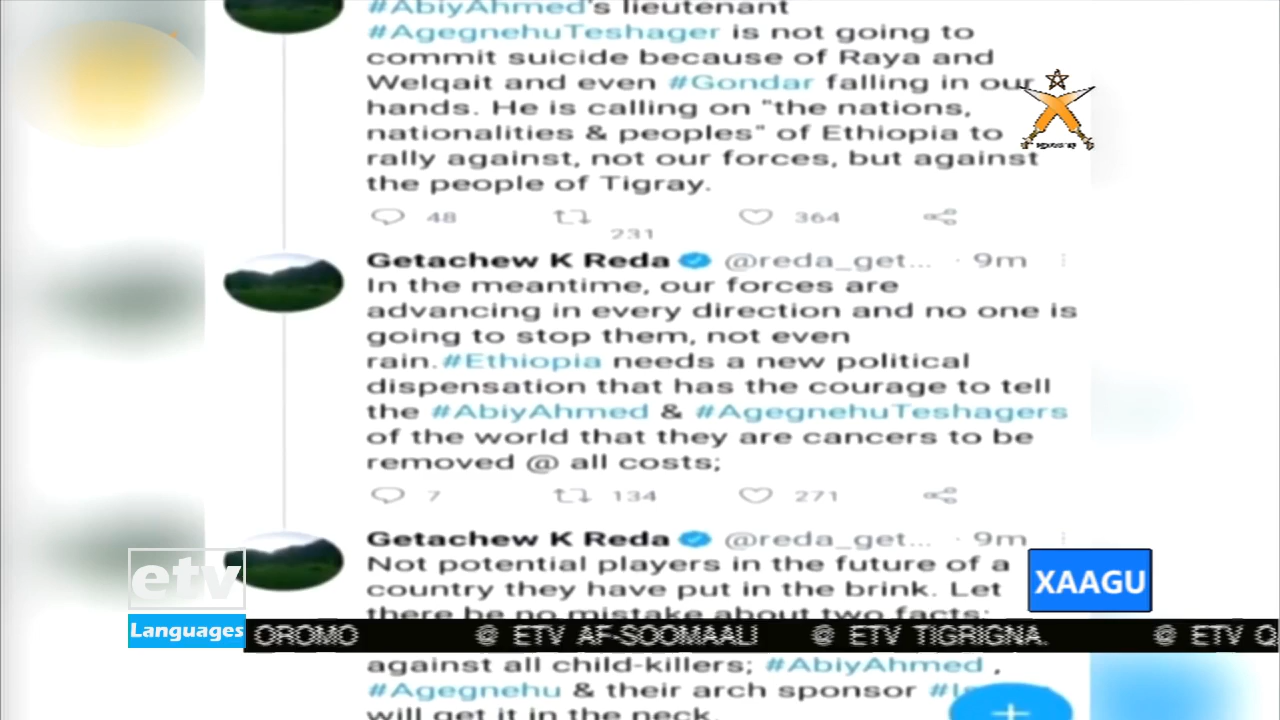 #AbiyAhmed's lieutenant
#AgegnehuTeshager is not going to
commit suicide because of Raya and
Welqait and even #Gondar falling in our
hands. He is calling on "the nations,
nationalities & peoples" of Ethiopia to
rally against, not our forces, but against
the people of Tigray.
48 231 364
Getachew K Reda @reda_get... · 9m
In the meantime, our forces are
advancing in every direction and no one is
going to stop them, not even
rain.#Ethiopia needs a new political
dispensation that has the courage to tell
the #AbiyAhmed & #AgegnehuTeshagers
of the world that they are cancers to be
removed @ all costs;
7 134 271
Getachew K Reda @reda_get... · 9m
Not potential players in the future of a
country they have put in the brink. Let
there be no mistake about two facts:
against all child-killers; #AbiyAhmed ,
#Agegnehu & their arch sponsor
will get it in the neck.
etv
Languages
XAAGU
OROMO @ ETV AF-SOOMAALI @ ETV TIGRIGNA. @ ETV Q